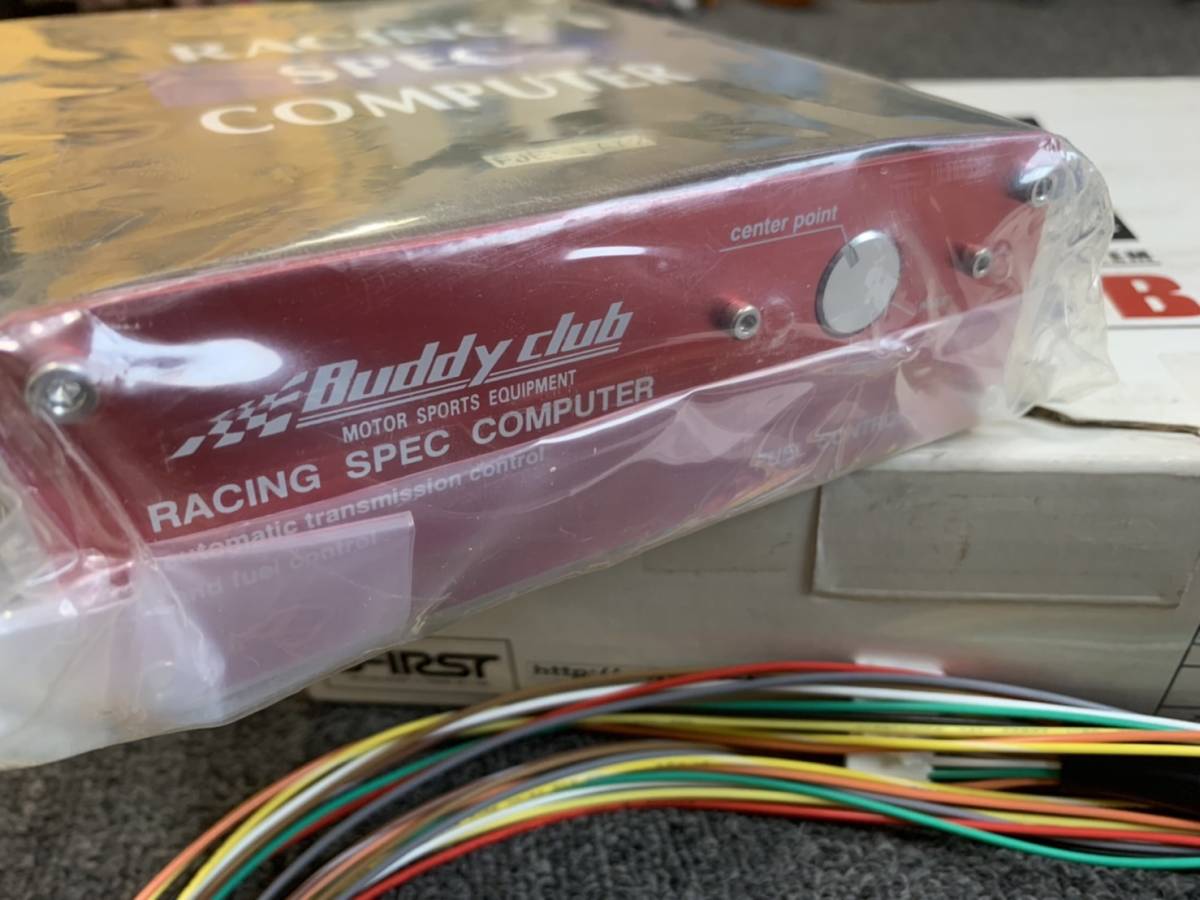 RACING
SPEC
COMPUTER
center point
Buddy club
MOTOR SPORTS EQUIPMENT
RACING SPEC COMPUTER
automatic transmission control
and fuel control
B
FIRST
http://